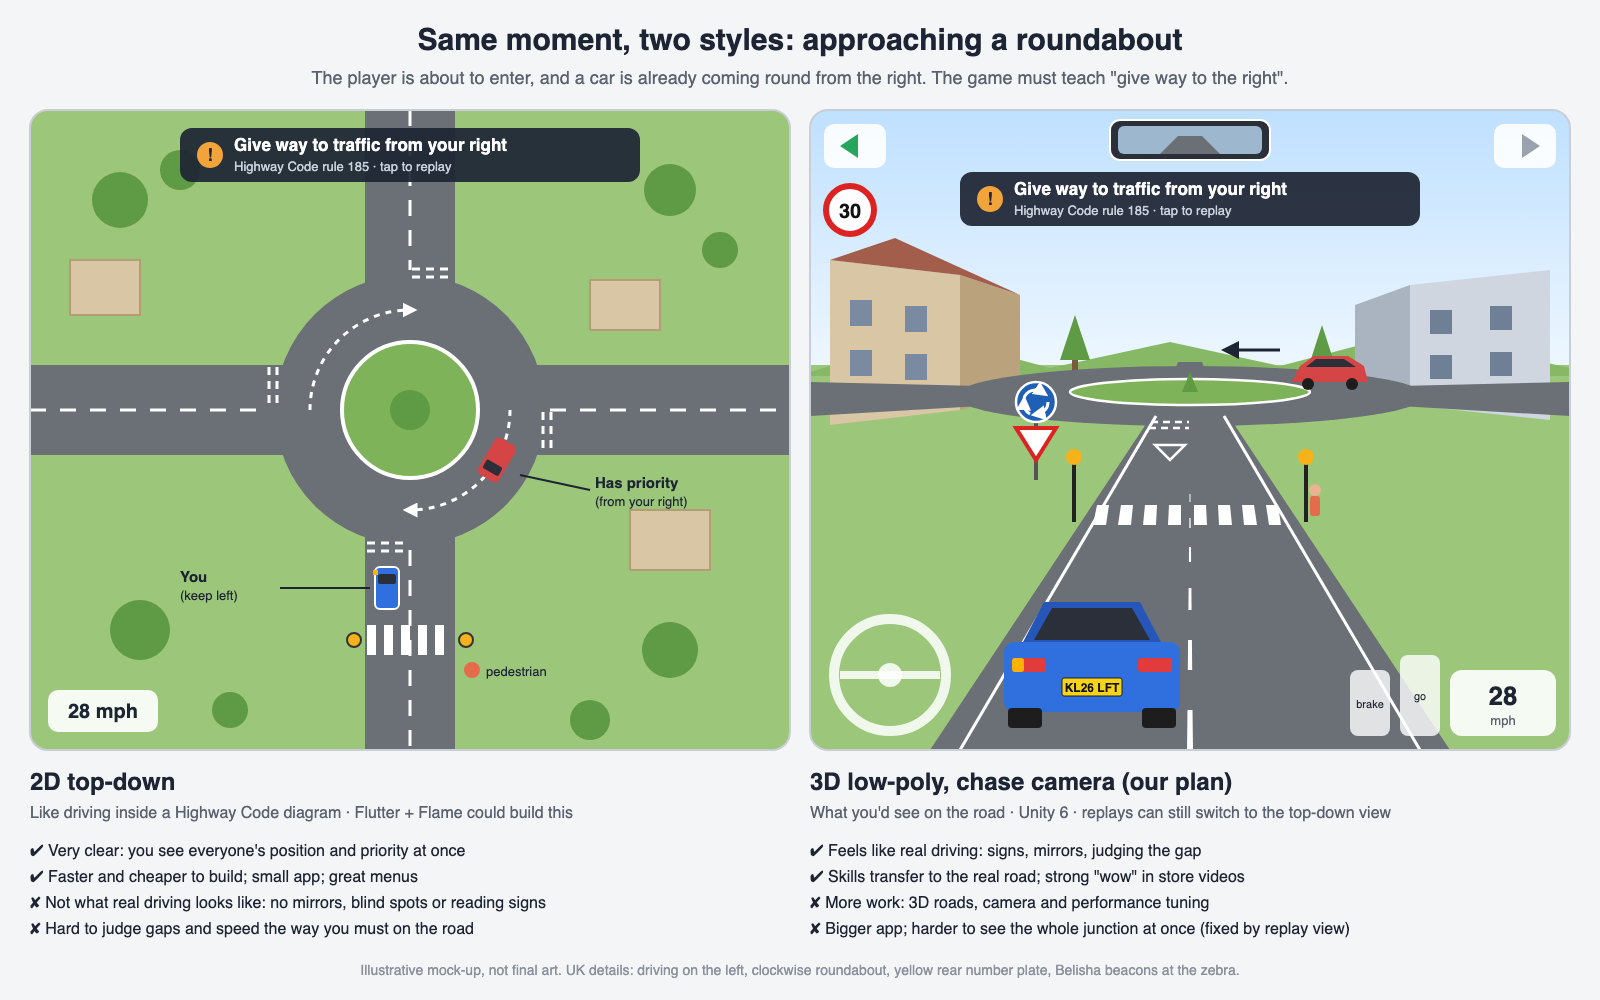 Same moment, two styles: approaching a roundabout
The player is about to enter, and a car is already coming round from the right. The game must teach "give way to the right".
! Give way to traffic from your right
Highway Code rule 185 · tap to replay
Has priority
(from your right)
You
(keep left)
pedestrian
28 mph
30
! Give way to traffic from your right
Highway Code rule 185 · tap to replay
KL26 LFT
brake
go
28
mph
2D top-down
Like driving inside a Highway Code diagram · Flutter + Flame could build this
✔ Very clear: you see everyone's position and priority at once
✔ Faster and cheaper to build; small app; great menus
✘ Not what real driving looks like: no mirrors, blind spots or reading signs
✘ Hard to judge gaps and speed the way you must on the road
3D low-poly, chase camera (our plan)
What you'd see on the road · Unity 6 · replays can still switch to the top-down view
✔ Feels like real driving: signs, mirrors, judging the gap
✔ Skills transfer to the real road; strong "wow" in store videos
✘ More work: 3D roads, camera and performance tuning
✘ Bigger app; harder to see the whole junction at once (fixed by replay view)
Illustrative mock-up, not final art. UK details: driving on the left, clockwise roundabout, yellow rear number plate, Belisha beacons at the zebra.